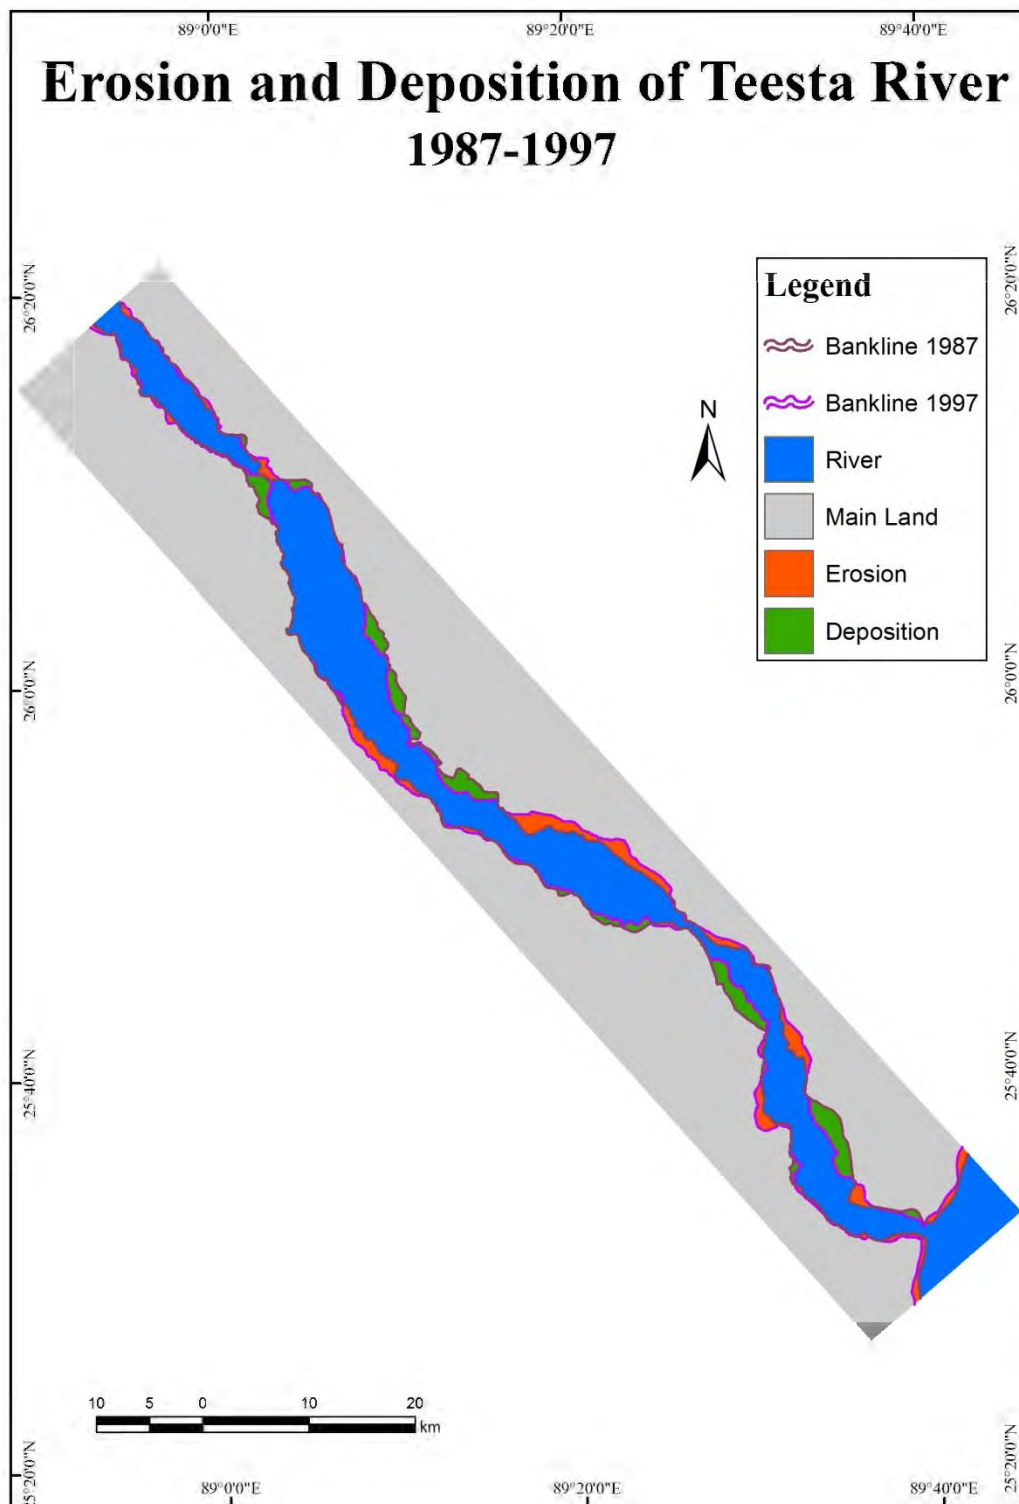 89°0'0"E 89°20'0"E 89°40'0"E
Erosion and Deposition of Teesta River
1987-1997
26°20'0"N 26°20'0"N
Legend
Bankline 1987
Bankline 1997
N
River
Main Land
Erosion
Deposition
26°0'0"N 26°0'0"N
25°40'0"N 25°40'0"N
10 5 0 10 20
km
25°20'0"N 25°20'0"N
89°0'0"E 89°20'0"E 89°40'0"E